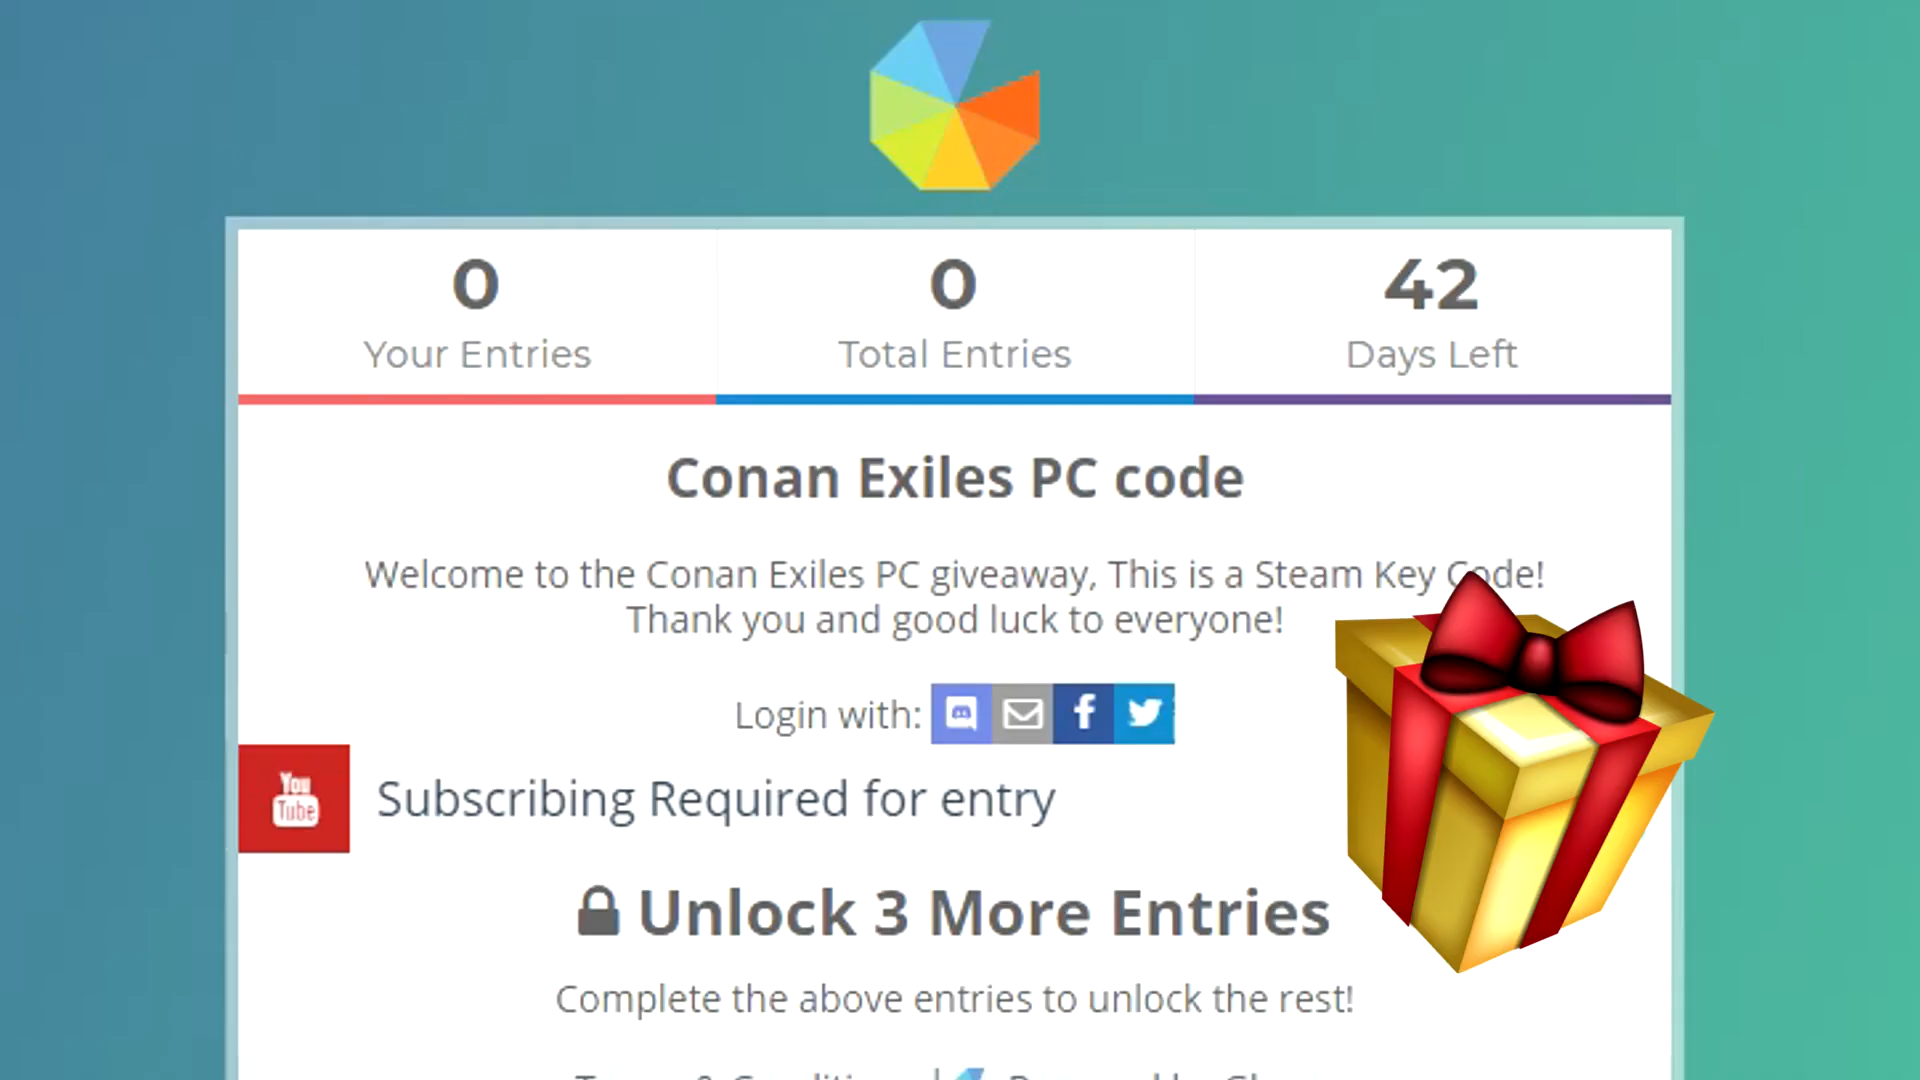 0
Your Entries
0
Total Entries
42
Days Left
Conan Exiles PC code
Welcome to the Conan Exiles PC giveaway, This is a Steam Key Code!
Thank you and good luck to everyone!
Login with:
You
Tube
Subscribing Required for entry
Unlock 3 More Entries
Complete the above entries to unlock the rest!